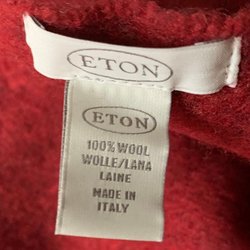 ETON
ETON
100% WOOL
WOLLE/LANA
LAINE
MADE IN
ITALY